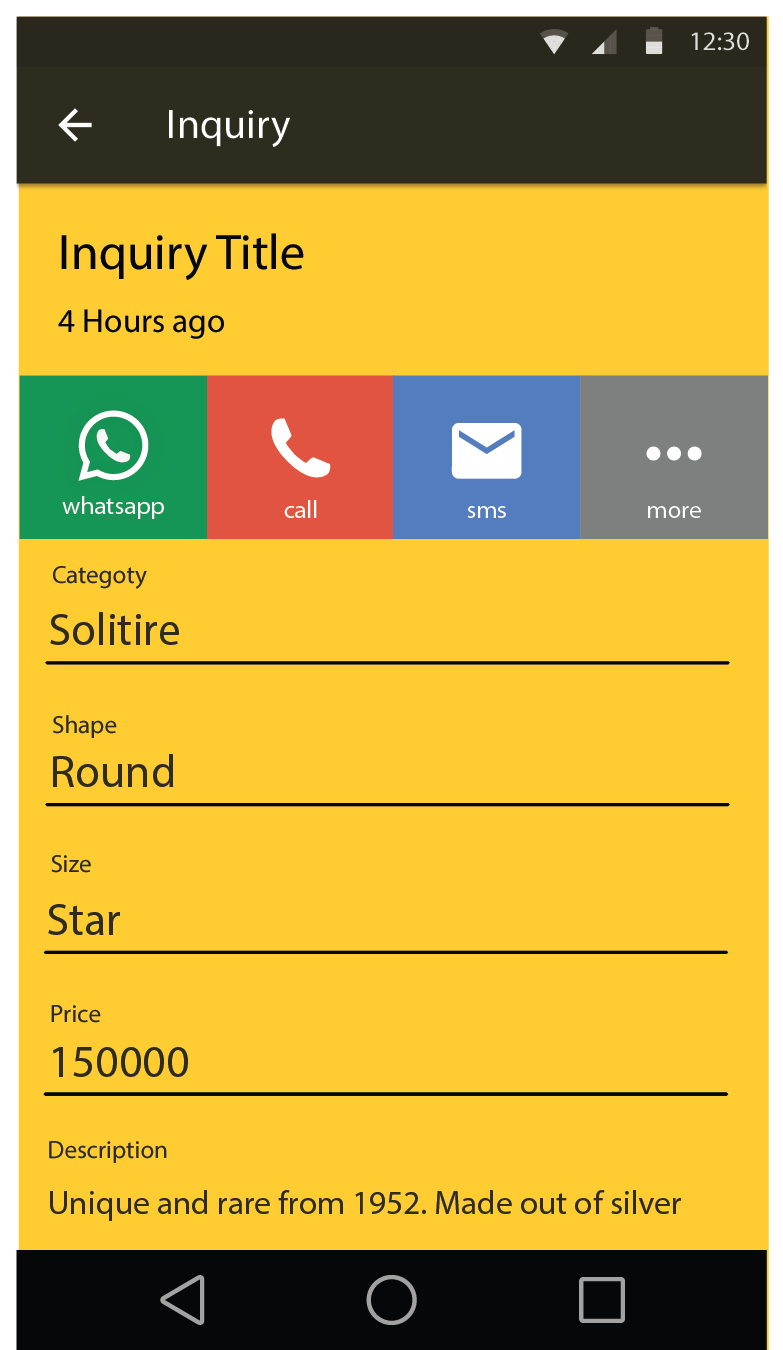 12:30
Inquiry
Inquiry Title
4 Hours ago
whatsapp call sms more
Categoty
Solitire
Shape
Round
Size
Star
Price
150000
Description
Unique and rare from 1952. Made out of silver